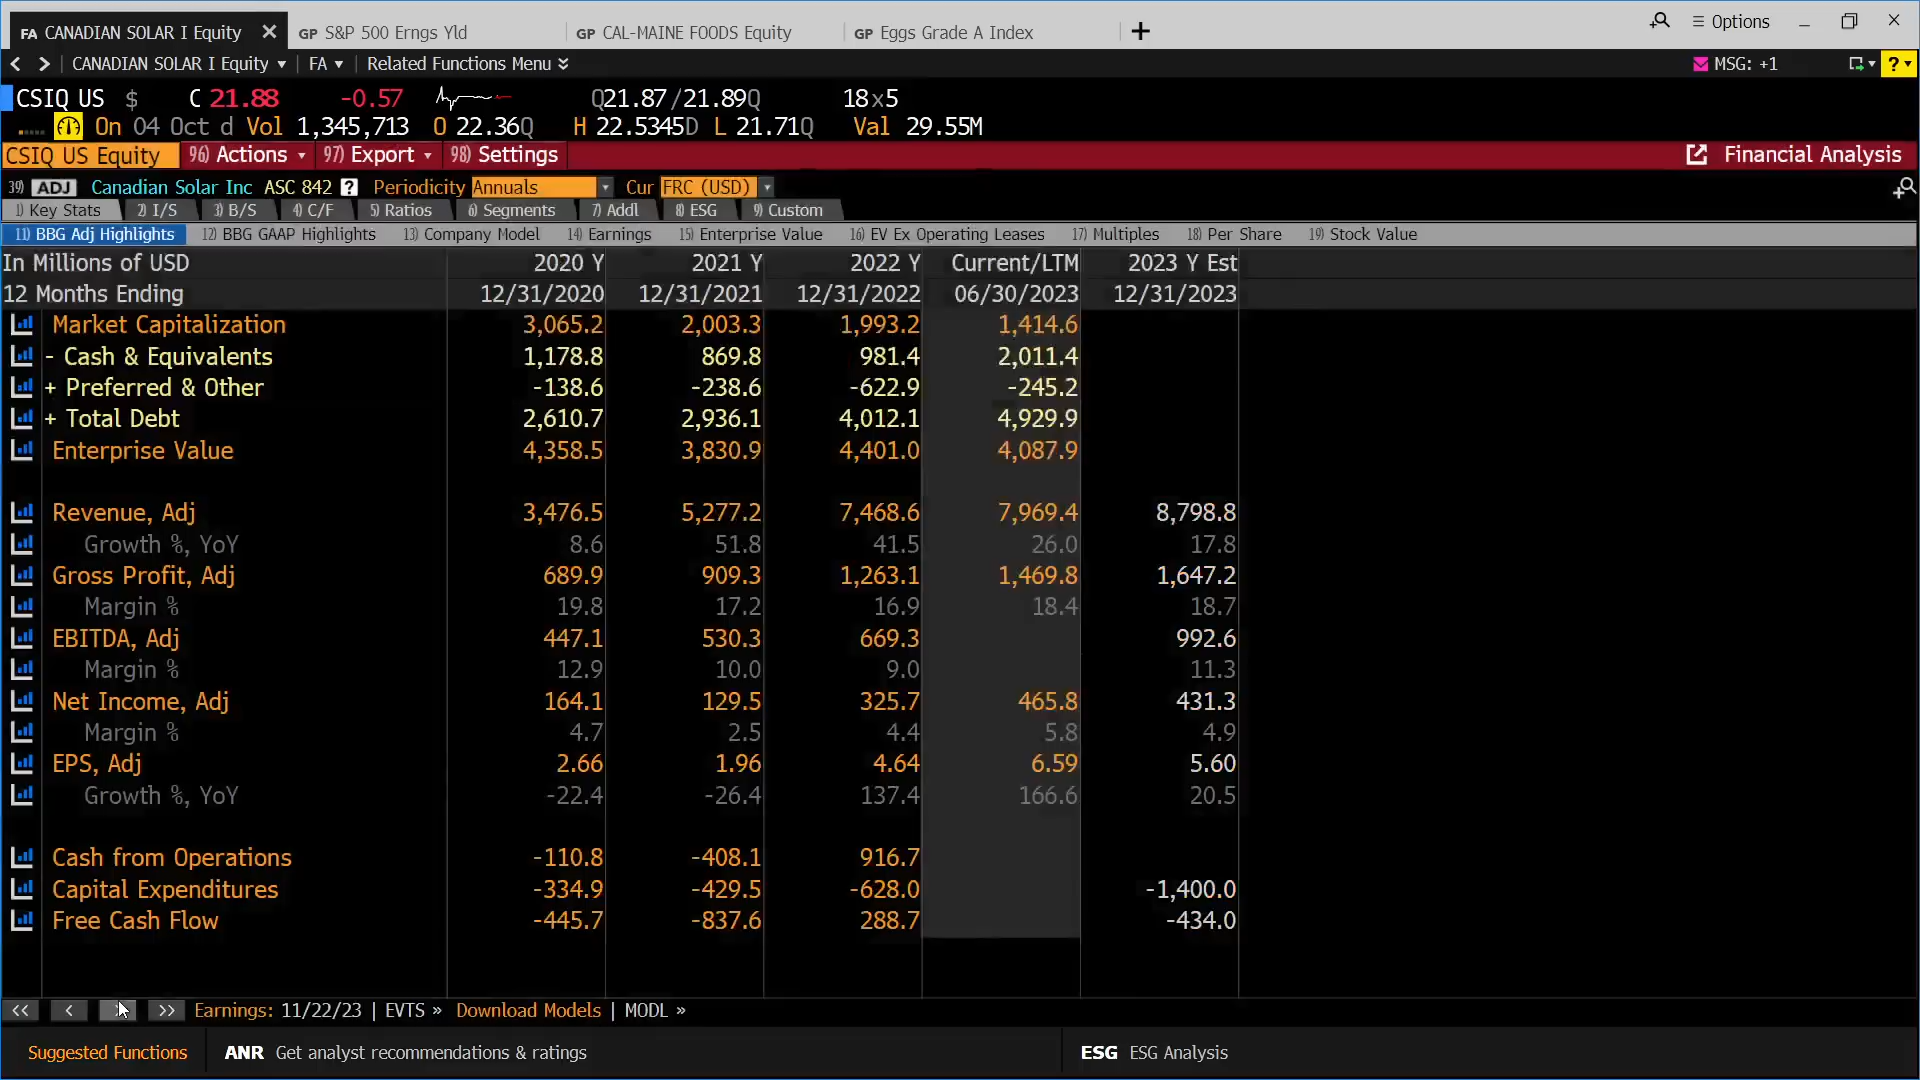 FA CANADIAN SOLAR I Equity × GP S&P 500 Erngs Yld GP CAL-MAINE FOODS Equity GP Eggs Grade A Index + Options
< > CANADIAN SOLAR I Equity FA Related Functions Menu MSG: +1 ?
CSIQ US $ C 21.88 -0.57 Q21.87/21.89Q 18x5
On 04 Oct d Vol 1,345,713 O 22.36Q H 22.5345D L 21.71Q Val 29.55M
CSIQ US Equity 96) Actions 97) Export 98) Settings Financial Analysis
39) ADJ Canadian Solar Inc ASC 842 ? Periodicity Annuals Cur FRC (USD)
1) Key Stats 2) I/S 3) B/S 4) C/F 5) Ratios 6) Segments 7) Addl 8) ESG 9) Custom
11) BBG Adj Highlights 12) BBG GAAP Highlights 13) Company Model 14) Earnings 15) Enterprise Value 16) EV Ex Operating Leases 17) Multiples 18) Per Share 19) Stock Value
In Millions of USD 2020 Y 2021 Y 2022 Y Current/LTM 2023 Y Est
12 Months Ending 12/31/2020 12/31/2021 12/31/2022 06/30/2023 12/31/2023
Market Capitalization 3,065.2 2,003.3 1,993.2 1,414.6
- Cash & Equivalents 1,178.8 869.8 981.4 2,011.4
+ Preferred & Other -138.6 -238.6 -622.9 -245.2
+ Total Debt 2,610.7 2,936.1 4,012.1 4,929.9
Enterprise Value 4,358.5 3,830.9 4,401.0 4,087.9
Revenue, Adj 3,476.5 5,277.2 7,468.6 7,969.4 8,798.8
Growth %, YoY 8.6 51.8 41.5 26.0 17.8
Gross Profit, Adj 689.9 909.3 1,263.1 1,469.8 1,647.2
Margin % 19.8 17.2 16.9 18.4 18.7
EBITDA, Adj 447.1 530.3 669.3 992.6
Margin % 12.9 10.0 9.0 11.3
Net Income, Adj 164.1 129.5 325.7 465.8 431.3
Margin % 4.7 2.5 4.4 5.8 4.9
EPS, Adj 2.66 1.96 4.64 6.59 5.60
Growth %, YoY -22.4 -26.4 137.4 166.6 20.5
Cash from Operations -110.8 -408.1 916.7
Capital Expenditures -334.9 -429.5 -628.0 -1,400.0
Free Cash Flow -445.7 -837.6 288.7 -434.0
<< < > >> Earnings: 11/22/23 | EVTS » Download Models | MODL »
Suggested Functions ANR Get analyst recommendations & ratings ESG ESG Analysis